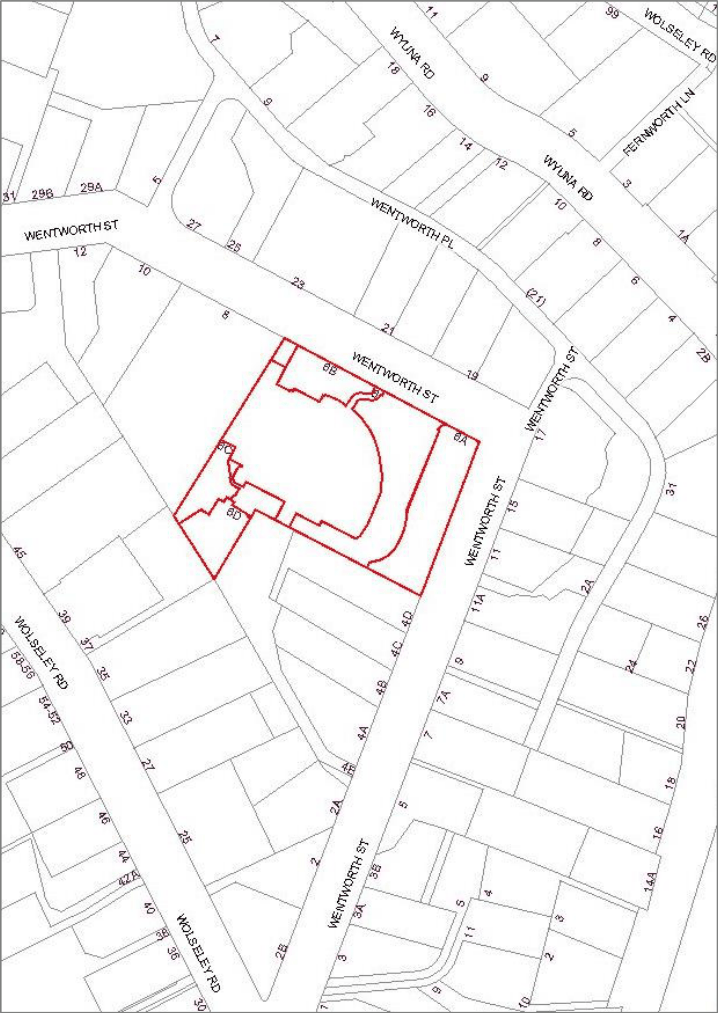 11
99
WOLSELEY RD
7
WYUNA RD
18
9
9
16
5
FERNWORTH LN
14
12
WYUNA RD
3
5
31
29B
29A
10
WENTWORTH ST
27
WENTWORTH PL
8
1A
12
25
10
23
(21)
6
8
21
4
2B
6B
WENTWORTH ST
19
WENTWORTH ST
6A
17
6C
31
WENTWORTH ST
15
6D
45
11
2A
11A
39
4D
26
WOLSELEY RD
37
4C
9
24
22
58-56
35
4B
7A
54-52
33
4A
7
20
50
48
27
4E
18
46
25
2A
5
16
44
2
42A
WENTWORTH ST
3B
14A
40
3A
5
4
3
38
36
WOLSELEY RD
2B
3
11
2
30
1
9
10